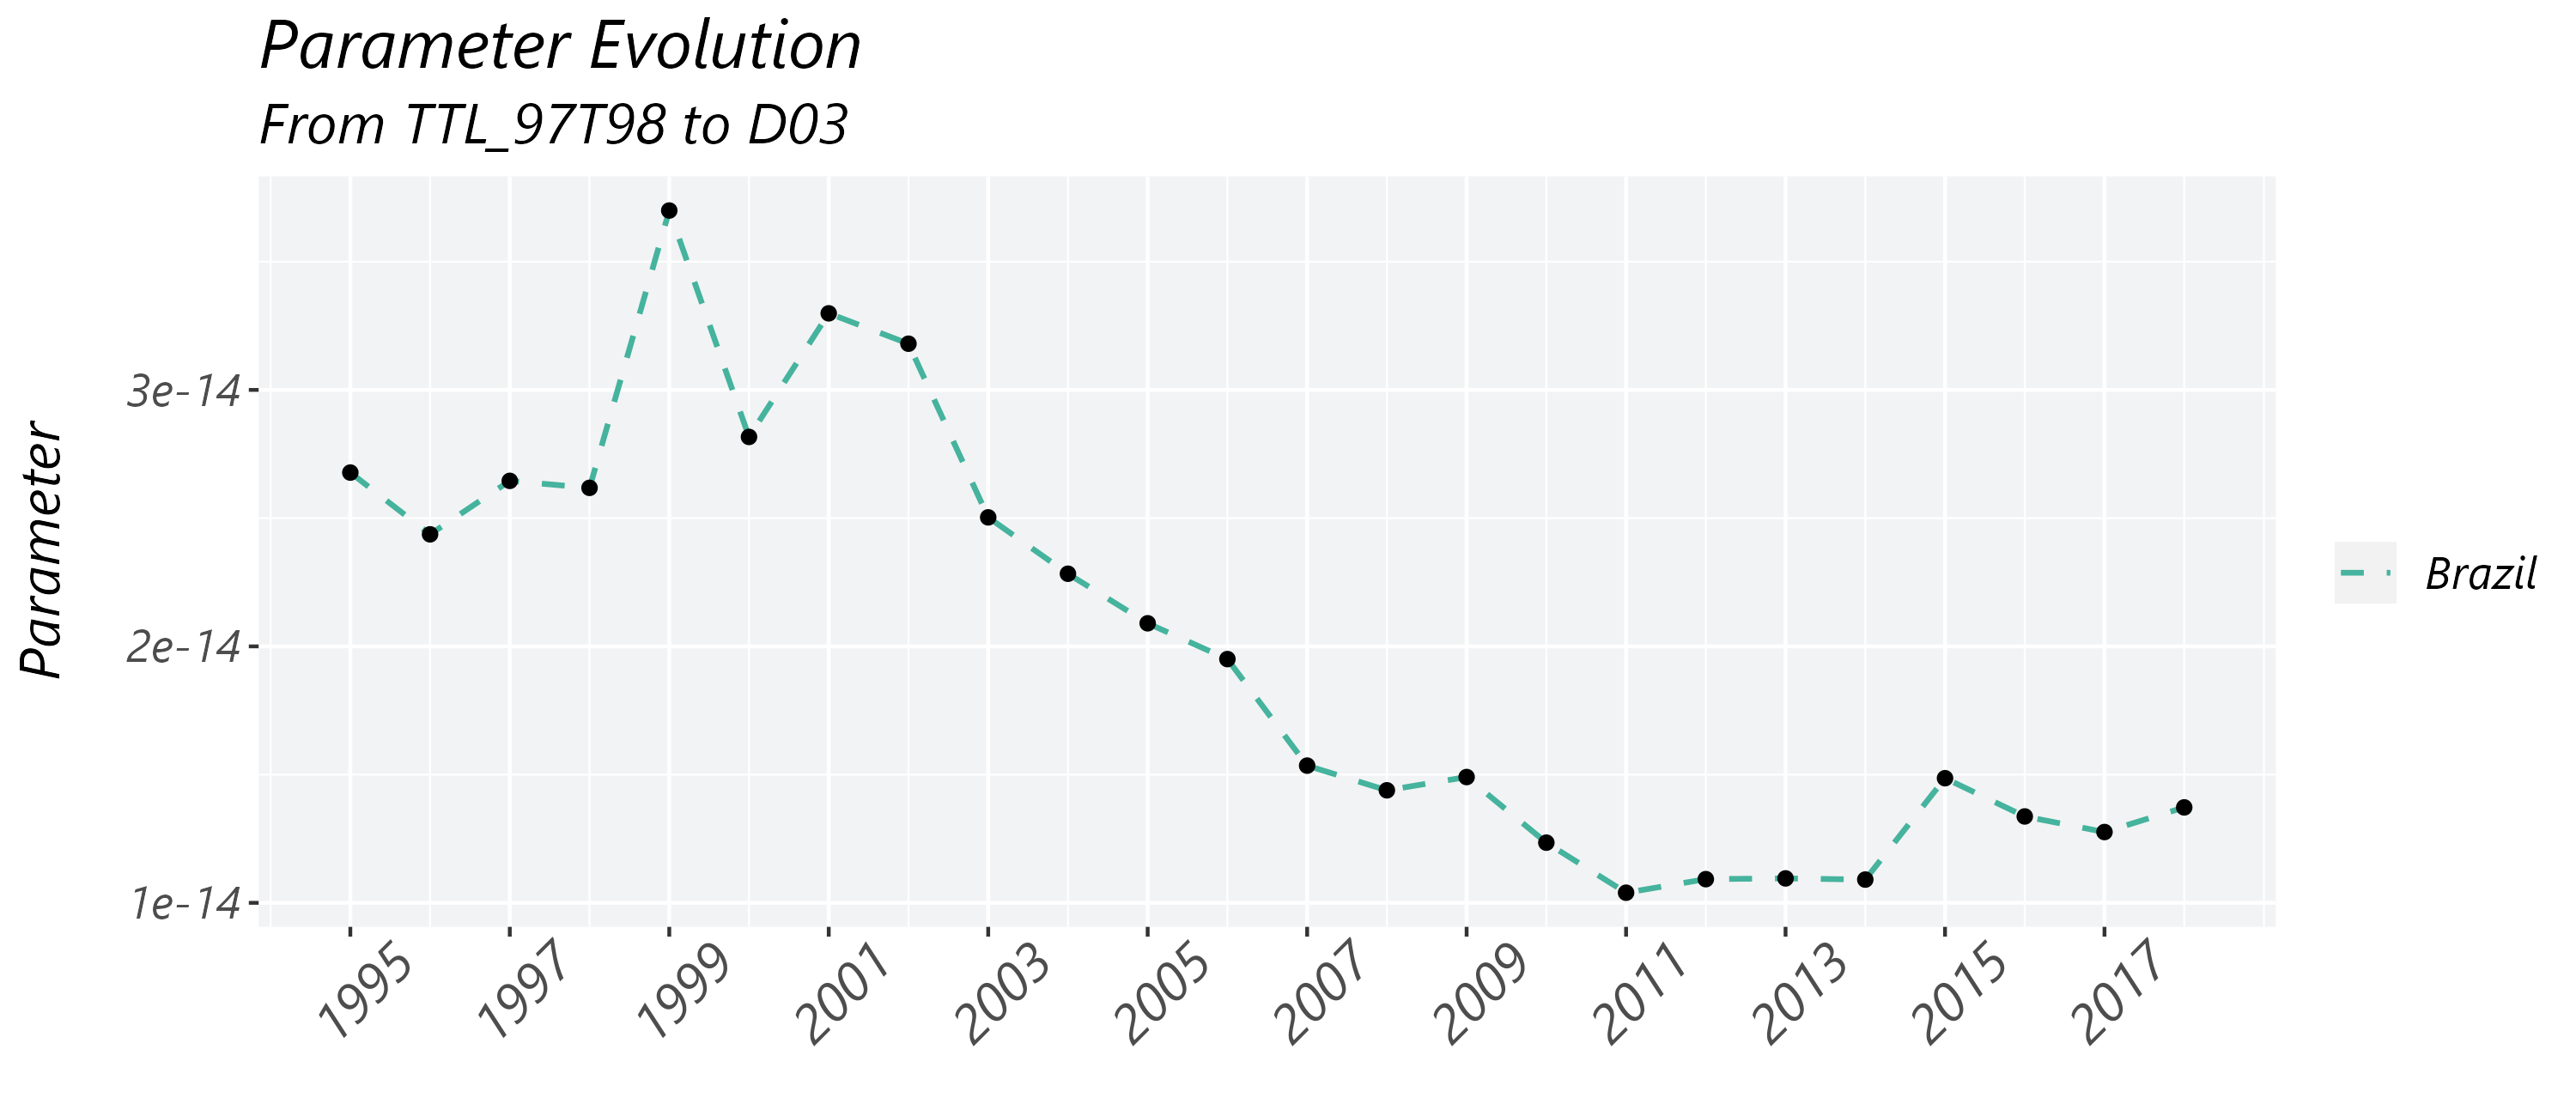 Parameter Evolution
From TTL_97T98 to D03
Parameter
3e-14
2e-14
1e-14
1995
1997
1999
2001
2003
2005
2007
2009
2011
2013
2015
2017
Brazil